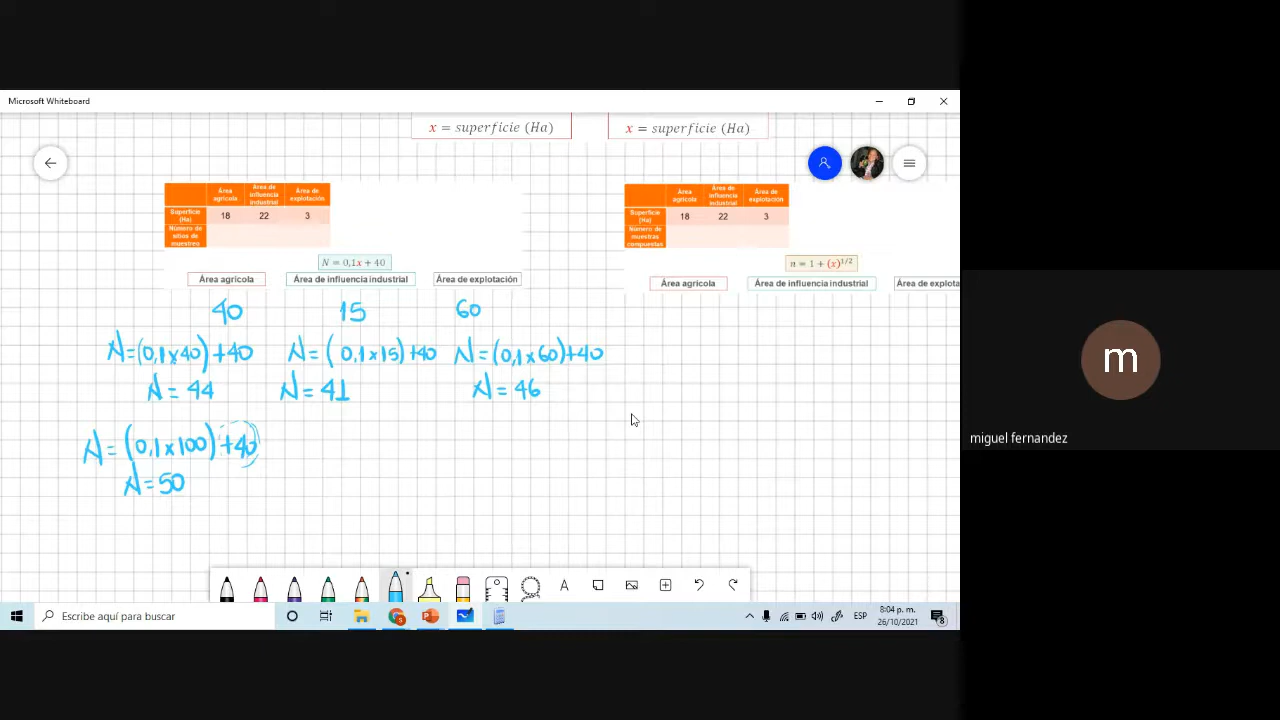 Microsoft Whiteboard
x = superficie (Ha)
x = superficie (Ha)
Área agrícola
Área de influencia industrial
Área de explotación
Superficie (Ha)
18
22
3
Número de sitios de muestreo
N = 0,1x + 40
Área agrícola
Área de influencia industrial
Área de explotación
40
15
60
N=(0,1x40)+40
N=(0,1x15)+40
N=(0,1x60)+40
N=44
N=41
N=46
N=(0,1x100)+40
N=50
Área agrícola
Área de influencia industrial
Área de explotación
Superficie (Ha)
18
22
3
Número de muestras compuestas
n = 1 + (x)^1/2
Área agrícola
Área de influencia industrial
Área de explota
m
miguel fernandez
A
Escribe aquí para buscar
ESP
8:04 p. m.
26/10/2021
8